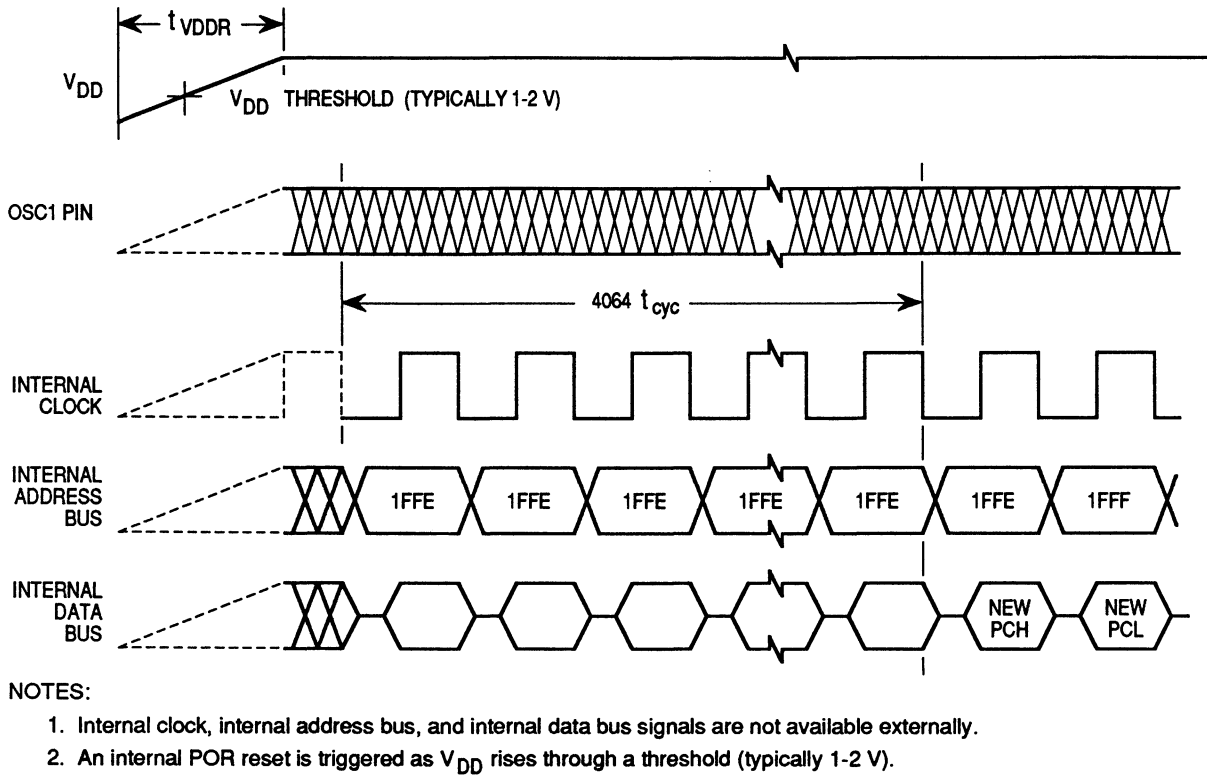 t VDDR
VDD
VDD THRESHOLD (TYPICALLY 1-2 V)
OSC1 PIN
4064 tcyc
INTERNAL
CLOCK
INTERNAL
ADDRESS
BUS
1FFE 1FFE 1FFE 1FFE 1FFE 1FFE 1FFF
INTERNAL
DATA
BUS
NEW
PCH
NEW
PCL
NOTES:
1. Internal clock, internal address bus, and internal data bus signals are not available externally.
2. An internal POR reset is triggered as VDD rises through a threshold (typically 1-2 V).